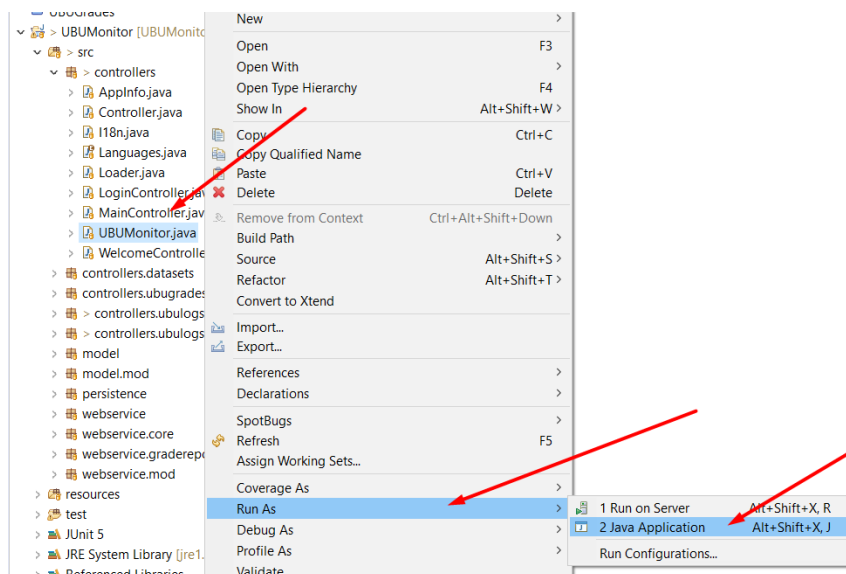 UBUGrades
> UBUMonitor [UBUMonito
> src
> controllers
AppInfo.java
Controller.java
I18n.java
Languages.java
Loader.java
LoginController.jav
MainController.jav
UBUMonitor.java
WelcomeControlle
controllers.datasets
controllers.ubugrades
> controllers.ubulogs
> controllers.ubulogs
model
model.mod
persistence
webservice
webservice.core
webservice.graderepo
webservice.mod
resources
test
JUnit 5
JRE System Library [jre1.
Referenced Libraries
New
Open F3
Open With
Open Type Hierarchy F4
Show In Alt+Shift+W
Copy Ctrl+C
Copy Qualified Name
Paste Ctrl+V
Delete Delete
Remove from Context Ctrl+Alt+Shift+Down
Build Path
Source Alt+Shift+S
Refactor Alt+Shift+T
Convert to Xtend
Import...
Export...
References
Declarations
SpotBugs
Refresh F5
Assign Working Sets...
Coverage As
Run As
Debug As
Profile As
Validate
1 Run on Server Alt+Shift+X, R
2 Java Application Alt+Shift+X, J
Run Configurations...